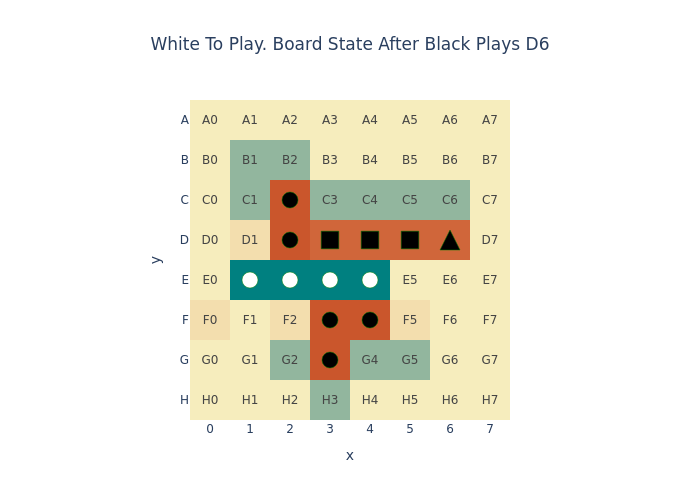 White To Play. Board State After Black Plays D6
A A0 A1 A2 A3 A4 A5 A6 A7
B B0 B1 B2 B3 B4 B5 B6 B7
C C0 C1 C3 C4 C5 C6 C7
D D0 D1 D7
E E0 E5 E6 E7
F F0 F1 F2 F5 F6 F7
G G0 G1 G2 G4 G5 G6 G7
H H0 H1 H2 H3 H4 H5 H6 H7
0 1 2 3 4 5 6 7
x
y